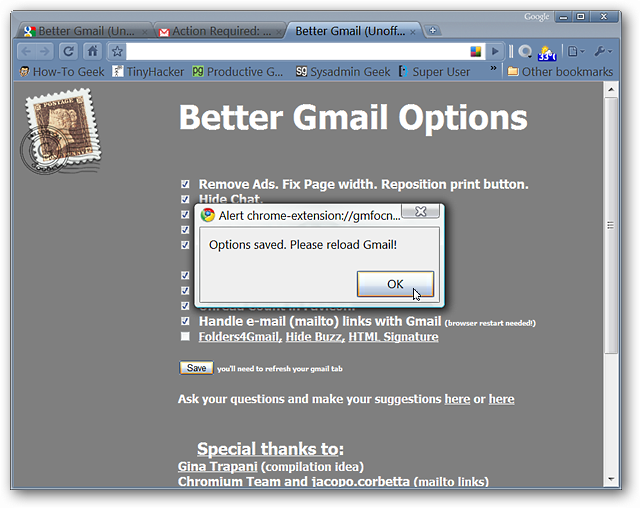 Google
Better Gmail (Un...
Action Required: ...
Better Gmail (Unoff...
33°f
How-To Geek
TinyHacker
Productive G...
Sysadmin Geek
Super User
»
Other bookmarks
POSTAGE
Better Gmail Options
Remove Ads. Fix Page width. Reposition print button.
Hide Chat.
Alert chrome-extension://gmfocn...
Options saved. Please reload Gmail!
OK
Unread Count in Favicon.
Handle e-mail (mailto) links with Gmail (browser restart needed!)
Folders4Gmail, Hide Buzz, HTML Signature
Save you'll need to refresh your gmail tab
Ask your questions and make your suggestions here or here
Special thanks to:
Gina Trapani (compilation idea)
Chromium Team and jacopo.corbetta (mailto links)